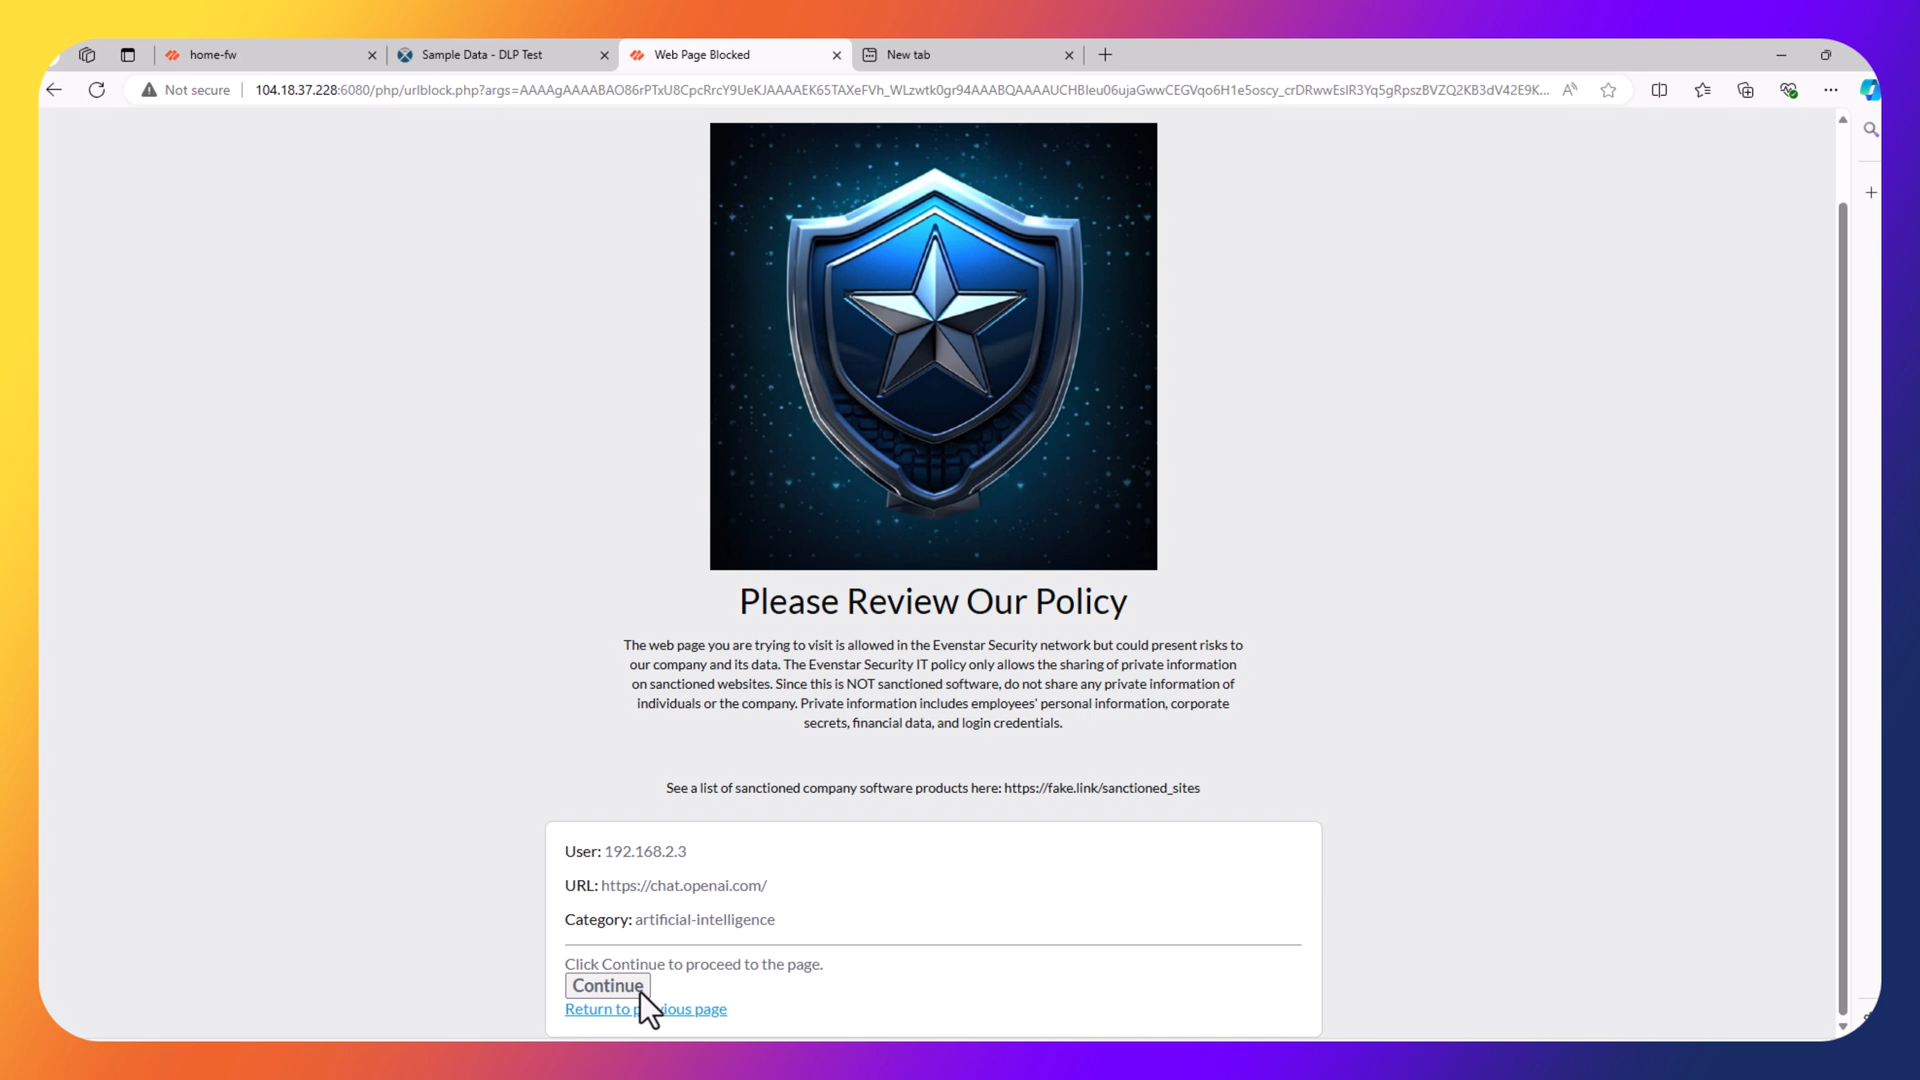 home-fw
Sample Data - DLP Test
Web Page Blocked
New tab
Not secure
104.18.37.228:6080/php/urlblock.php?args=AAAAgAAAABAO86rPTxU8CpcRrcY9UeKJAAAAEK65TAXeFVh_WLzwtk0gr94AAABQAAAAUCHBleu06ujaGwwCEGVqo6H1e5oscy_crDRwwEsIR3Yq5gRpszBVZQ2KB3dV42E9K...
Please Review Our Policy
The web page you are trying to visit is allowed in the Evenstar Security network but could present risks to
our company and its data. The Evenstar Security IT policy only allows the sharing of private information
on sanctioned websites. Since this is NOT sanctioned software, do not share any private information of
individuals or the company. Private information includes employees' personal information, corporate
secrets, financial data, and login credentials.
See a list of sanctioned company software products here: https://fake.link/sanctioned_sites
User: 192.168.2.3
URL: https://chat.openai.com/
Category: artificial-intelligence
Click Continue to proceed to the page.
Continue
Return to previous page